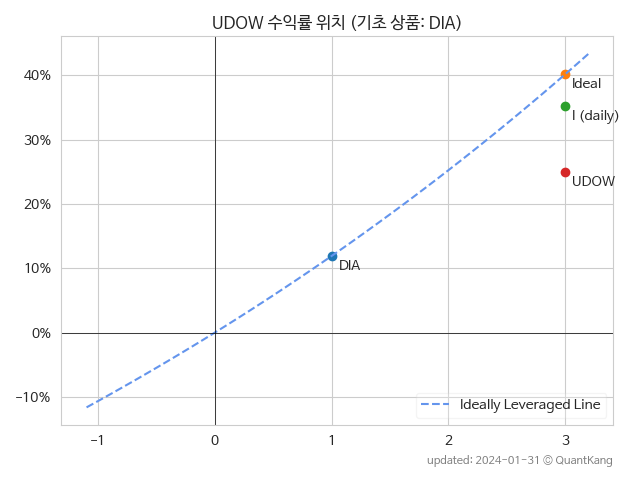 UDOW 수익률 위치 (기초 상품: DIA)
40%
30%
20%
10%
0%
−10%
Ideal
I (daily)
UDOW
DIA
Ideally Leveraged Line
−1
0
1
2
3
updated: 2024-01-31 © QuantKang